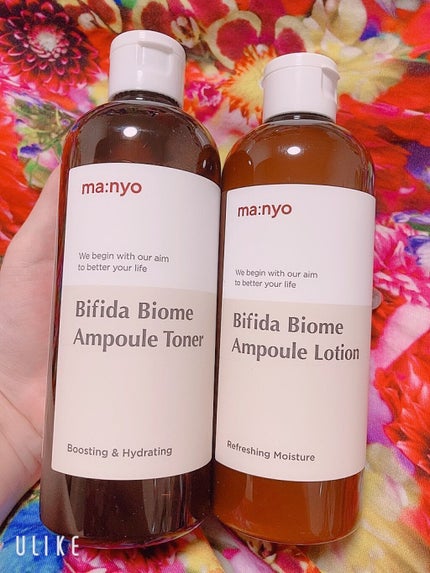 ma:nyo
We begin with our aim
to better your life
Bifida Biome
Ampoule Toner
Boosting & Hydrating
ma:nyo
We begin with our aim
to better your life
Bifida Biome
Ampoule Lotion
Refreshing Moisture
ULIKE